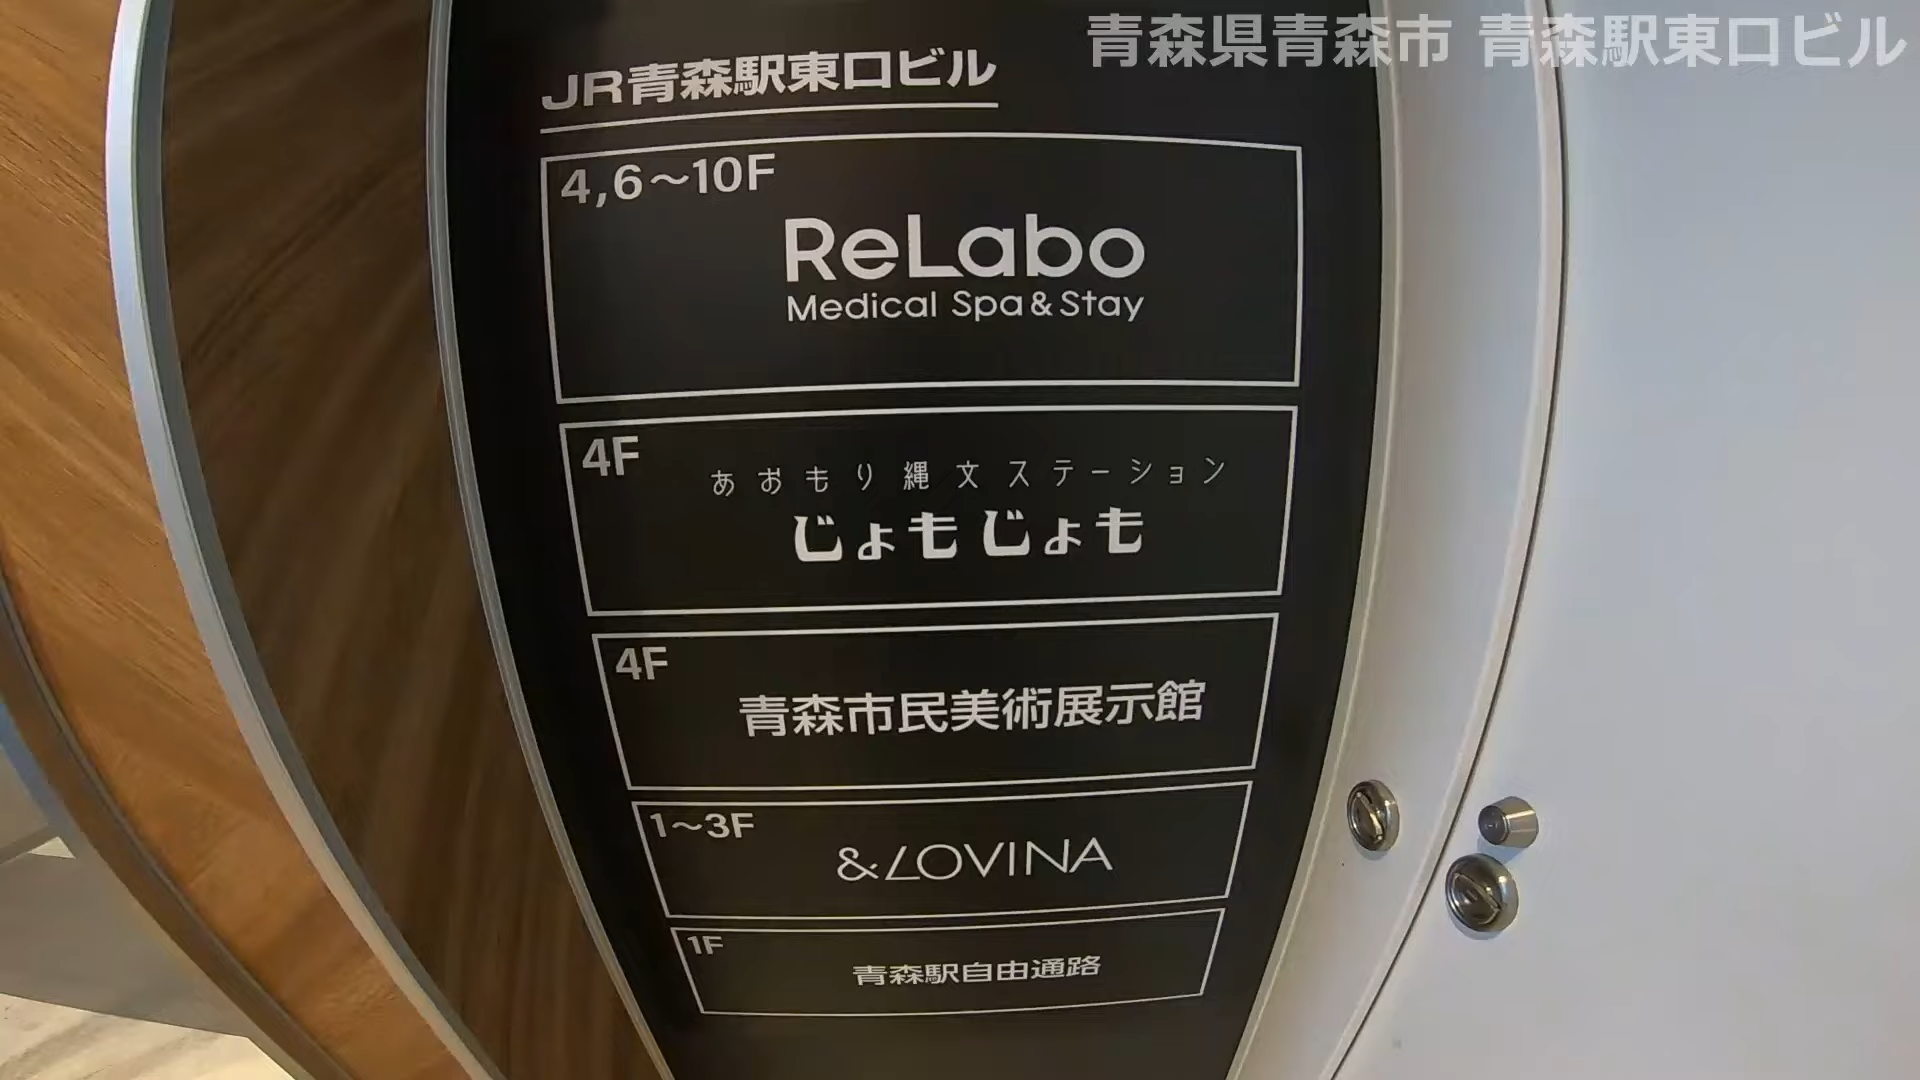 青森県青森市 青森駅東口ビル
JR青森駅東口ビル
4,6～10F
ReLabo
Medical Spa & Stay
4F
あおもり縄文ステーション
じょもじょも
4F
青森市民美術展示館
1～3F
&LOVINA
1F
青森駅自由通路